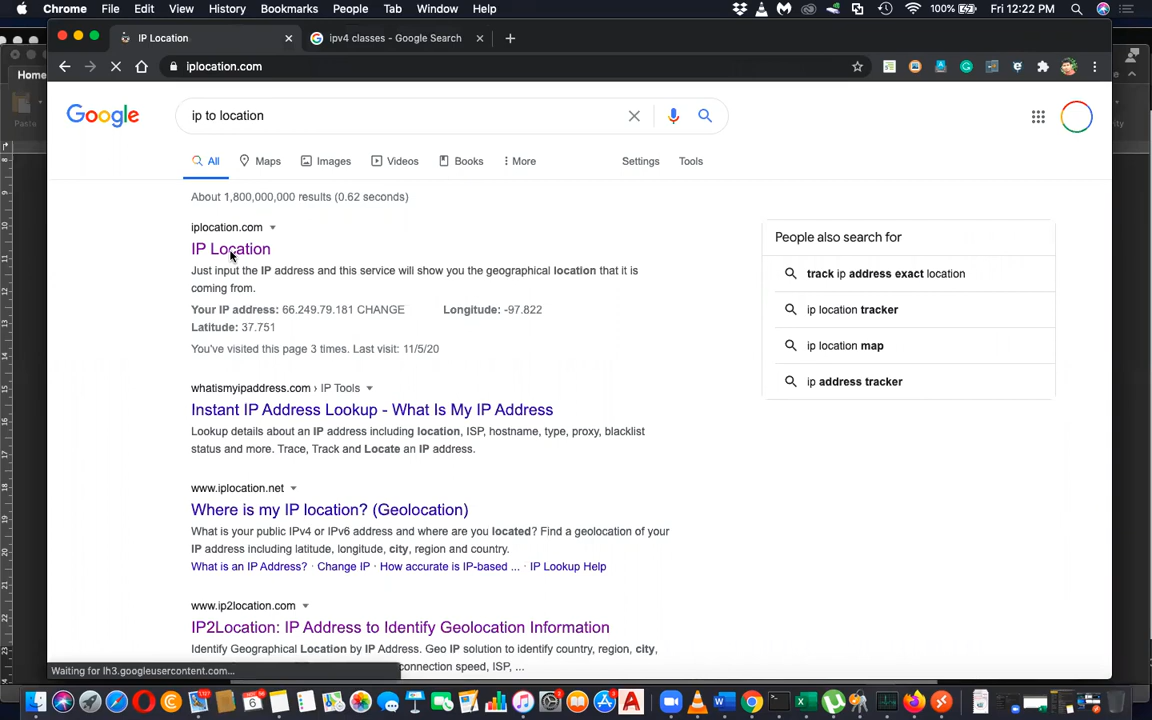 Chrome File Edit View History Bookmarks People Tab Window Help 100% Fri 12:22 PM
IP Location ipv4 classes - Google Search
Home
iplocation.com
Paste
Google
ip to location
All Maps Images Videos Books More Settings Tools
About 1,800,000,000 results (0.62 seconds)
iplocation.com
IP Location
Just input the IP address and this service will show you the geographical location that it is
coming from.
Your IP address: 66.249.79.181 CHANGE Longitude: -97.822
Latitude: 37.751
You've visited this page 3 times. Last visit: 11/5/20
People also search for
track ip address exact location
ip location tracker
ip location map
ip address tracker
whatismyipaddress.com › IP Tools
Instant IP Address Lookup - What Is My IP Address
Lookup details about an IP address including location, ISP, hostname, type, proxy, blacklist
status and more. Trace, Track and Locate an IP address.
www.iplocation.net
Where is my IP location? (Geolocation)
What is your public IPv4 or IPv6 address and where are you located? Find a geolocation of your
IP address including latitude, longitude, city, region and country.
What is an IP Address? · Change IP · How accurate is IP-based ... · IP Lookup Help
www.ip2location.com
IP2Location: IP Address to Identify Geolocation Information
Identify Geographical Location by IP Address. Geo IP solution to identify country, region, city,
connection speed, ISP, ...
Waiting for lh3.googleusercontent.com...